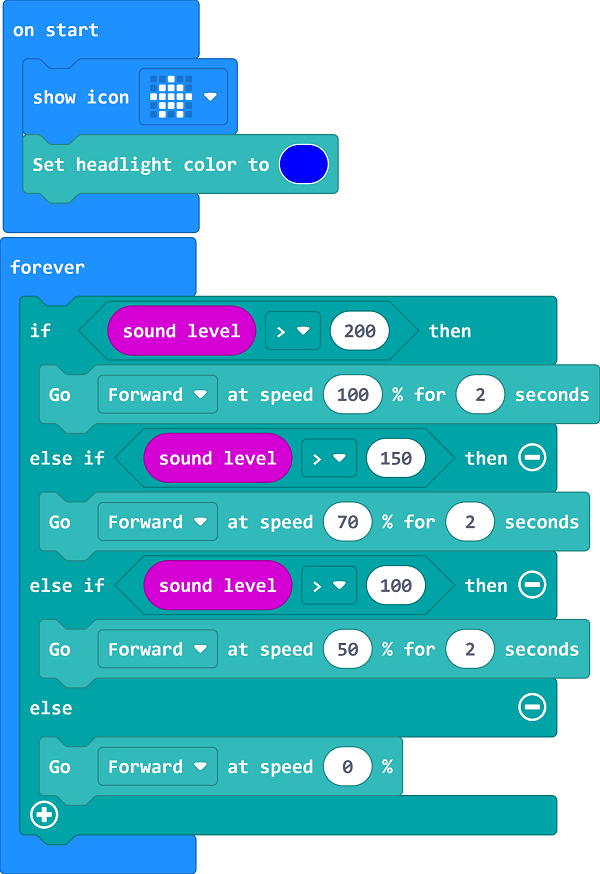 on start
show icon
Set headlight color to
forever
if sound level > 200 then
Go Forward at speed 100 % for 2 seconds
else if sound level > 150 then
Go Forward at speed 70 % for 2 seconds
else if sound level > 100 then
Go Forward at speed 50 % for 2 seconds
else
Go Forward at speed 0 %